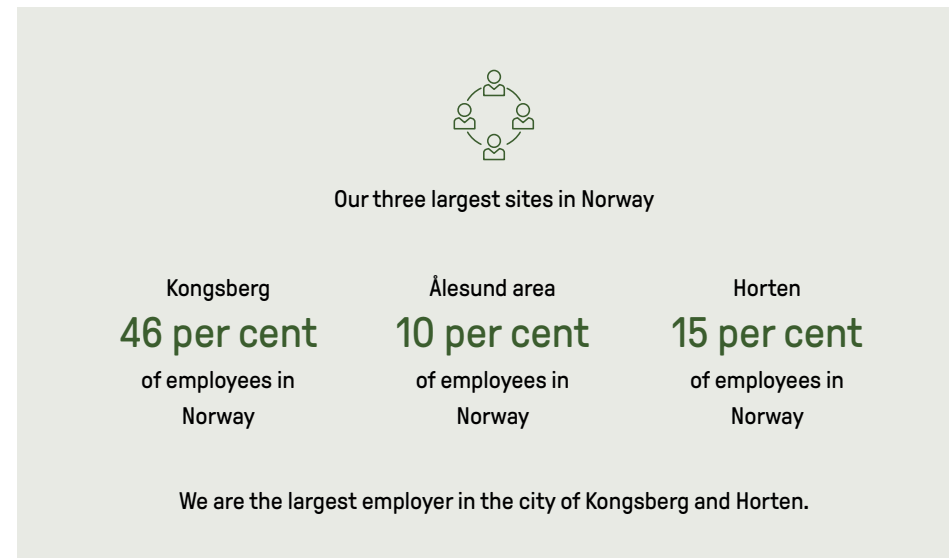 Our three largest sites in Norway
Kongsberg
46 per cent
of employees in
Norway
Ålesund area
10 per cent
of employees in
Norway
Horten
15 per cent
of employees in
Norway
We are the largest employer in the city of Kongsberg and Horten.